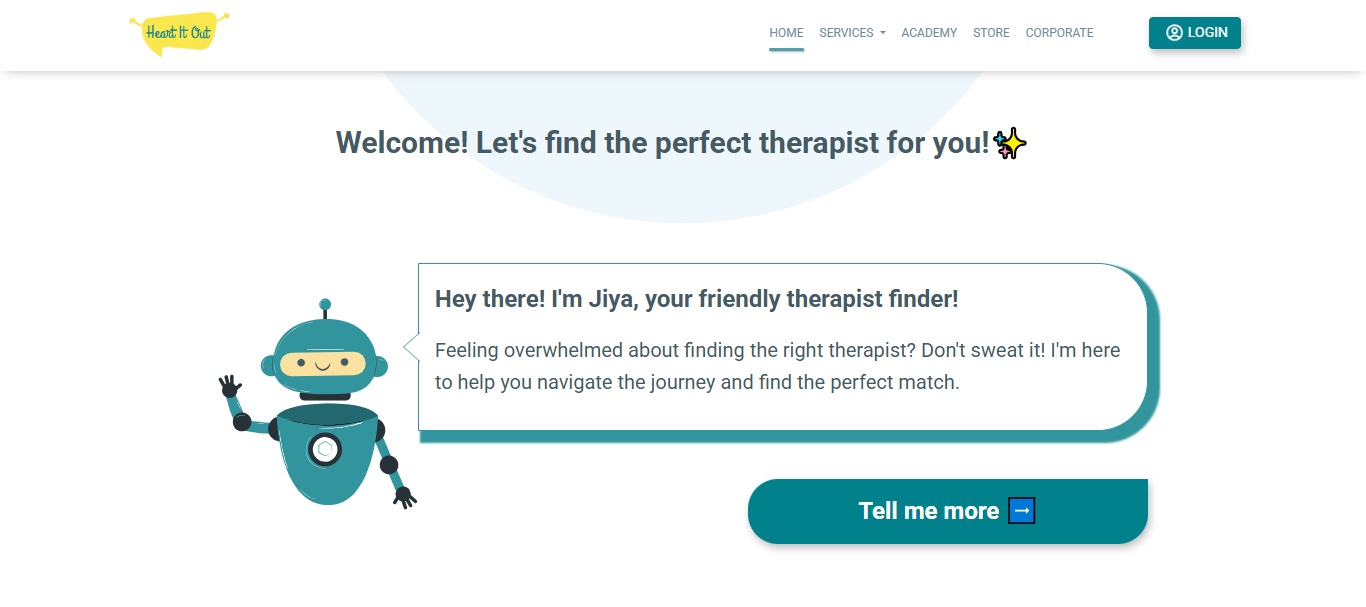 Heart It Out
HOME SERVICES ACADEMY STORE CORPORATE LOGIN
Welcome! Let's find the perfect therapist for you!✨
Hey there! I'm Jiya, your friendly therapist finder!
Feeling overwhelmed about finding the right therapist? Don't sweat it! I'm here
to help you navigate the journey and find the perfect match.
Tell me more ➡️